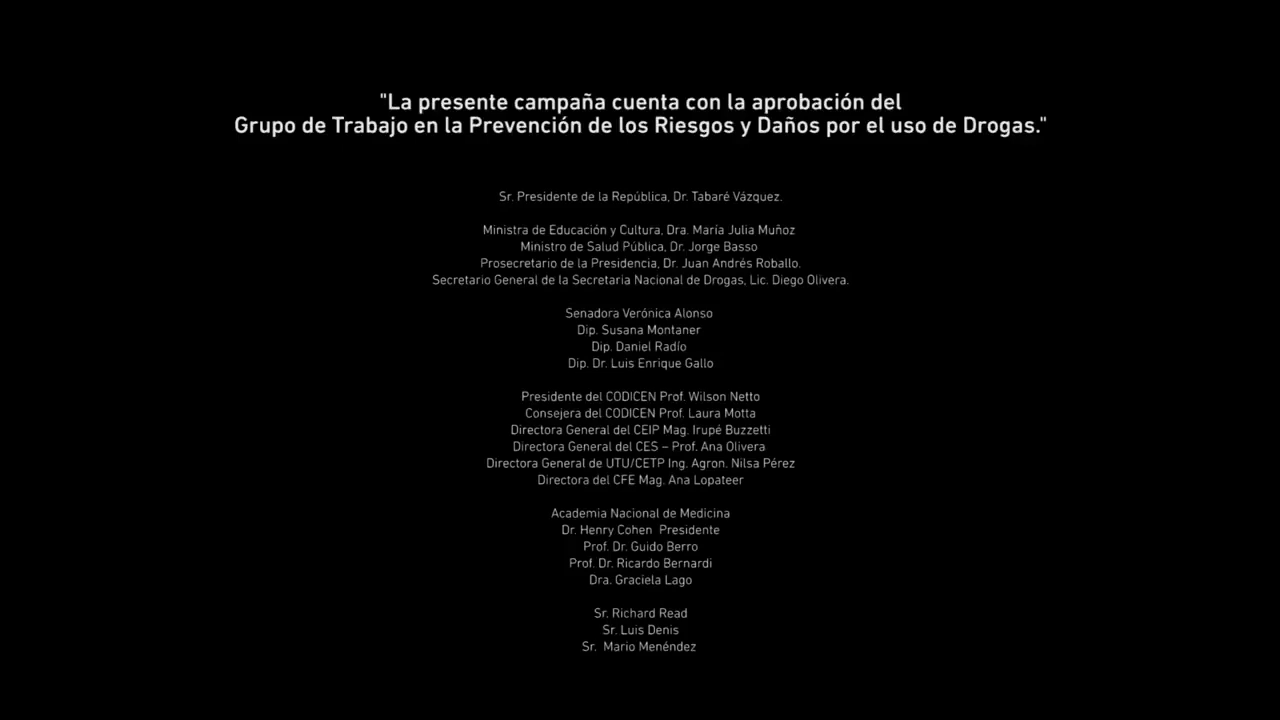 "La presente campaña cuenta con la aprobación del
Grupo de Trabajo en la Prevención de los Riesgos y Daños por el uso de Drogas."
Sr. Presidente de la República, Dr. Tabaré Vázquez.
Ministra de Educación y Cultura, Dra. María Julia Muñoz
Ministro de Salud Pública, Dr. Jorge Basso
Prosecretario de la Presidencia, Dr. Juan Andrés Roballo.
Secretario General de la Secretaria Nacional de Drogas, Lic. Diego Olivera.
Senadora Verónica Alonso
Dip. Susana Montaner
Dip. Daniel Radío
Dip. Dr. Luis Enrique Gallo
Presidente del CODICEN Prof. Wilson Netto
Consejera del CODICEN Prof. Laura Motta
Directora General del CEIP Mag. Irupé Buzzetti
Directora General del CES – Prof. Ana Olivera
Directora General de UTU/CETP Ing. Agron. Nilsa Pérez
Directora del CFE Mag. Ana Lopateer
Academia Nacional de Medicina
Dr. Henry Cohen  Presidente
Prof. Dr. Guido Berro
Prof. Dr. Ricardo Bernardi
Dra. Graciela Lago
Sr. Richard Read
Sr. Luis Denis
Sr.  Mario Menéndez